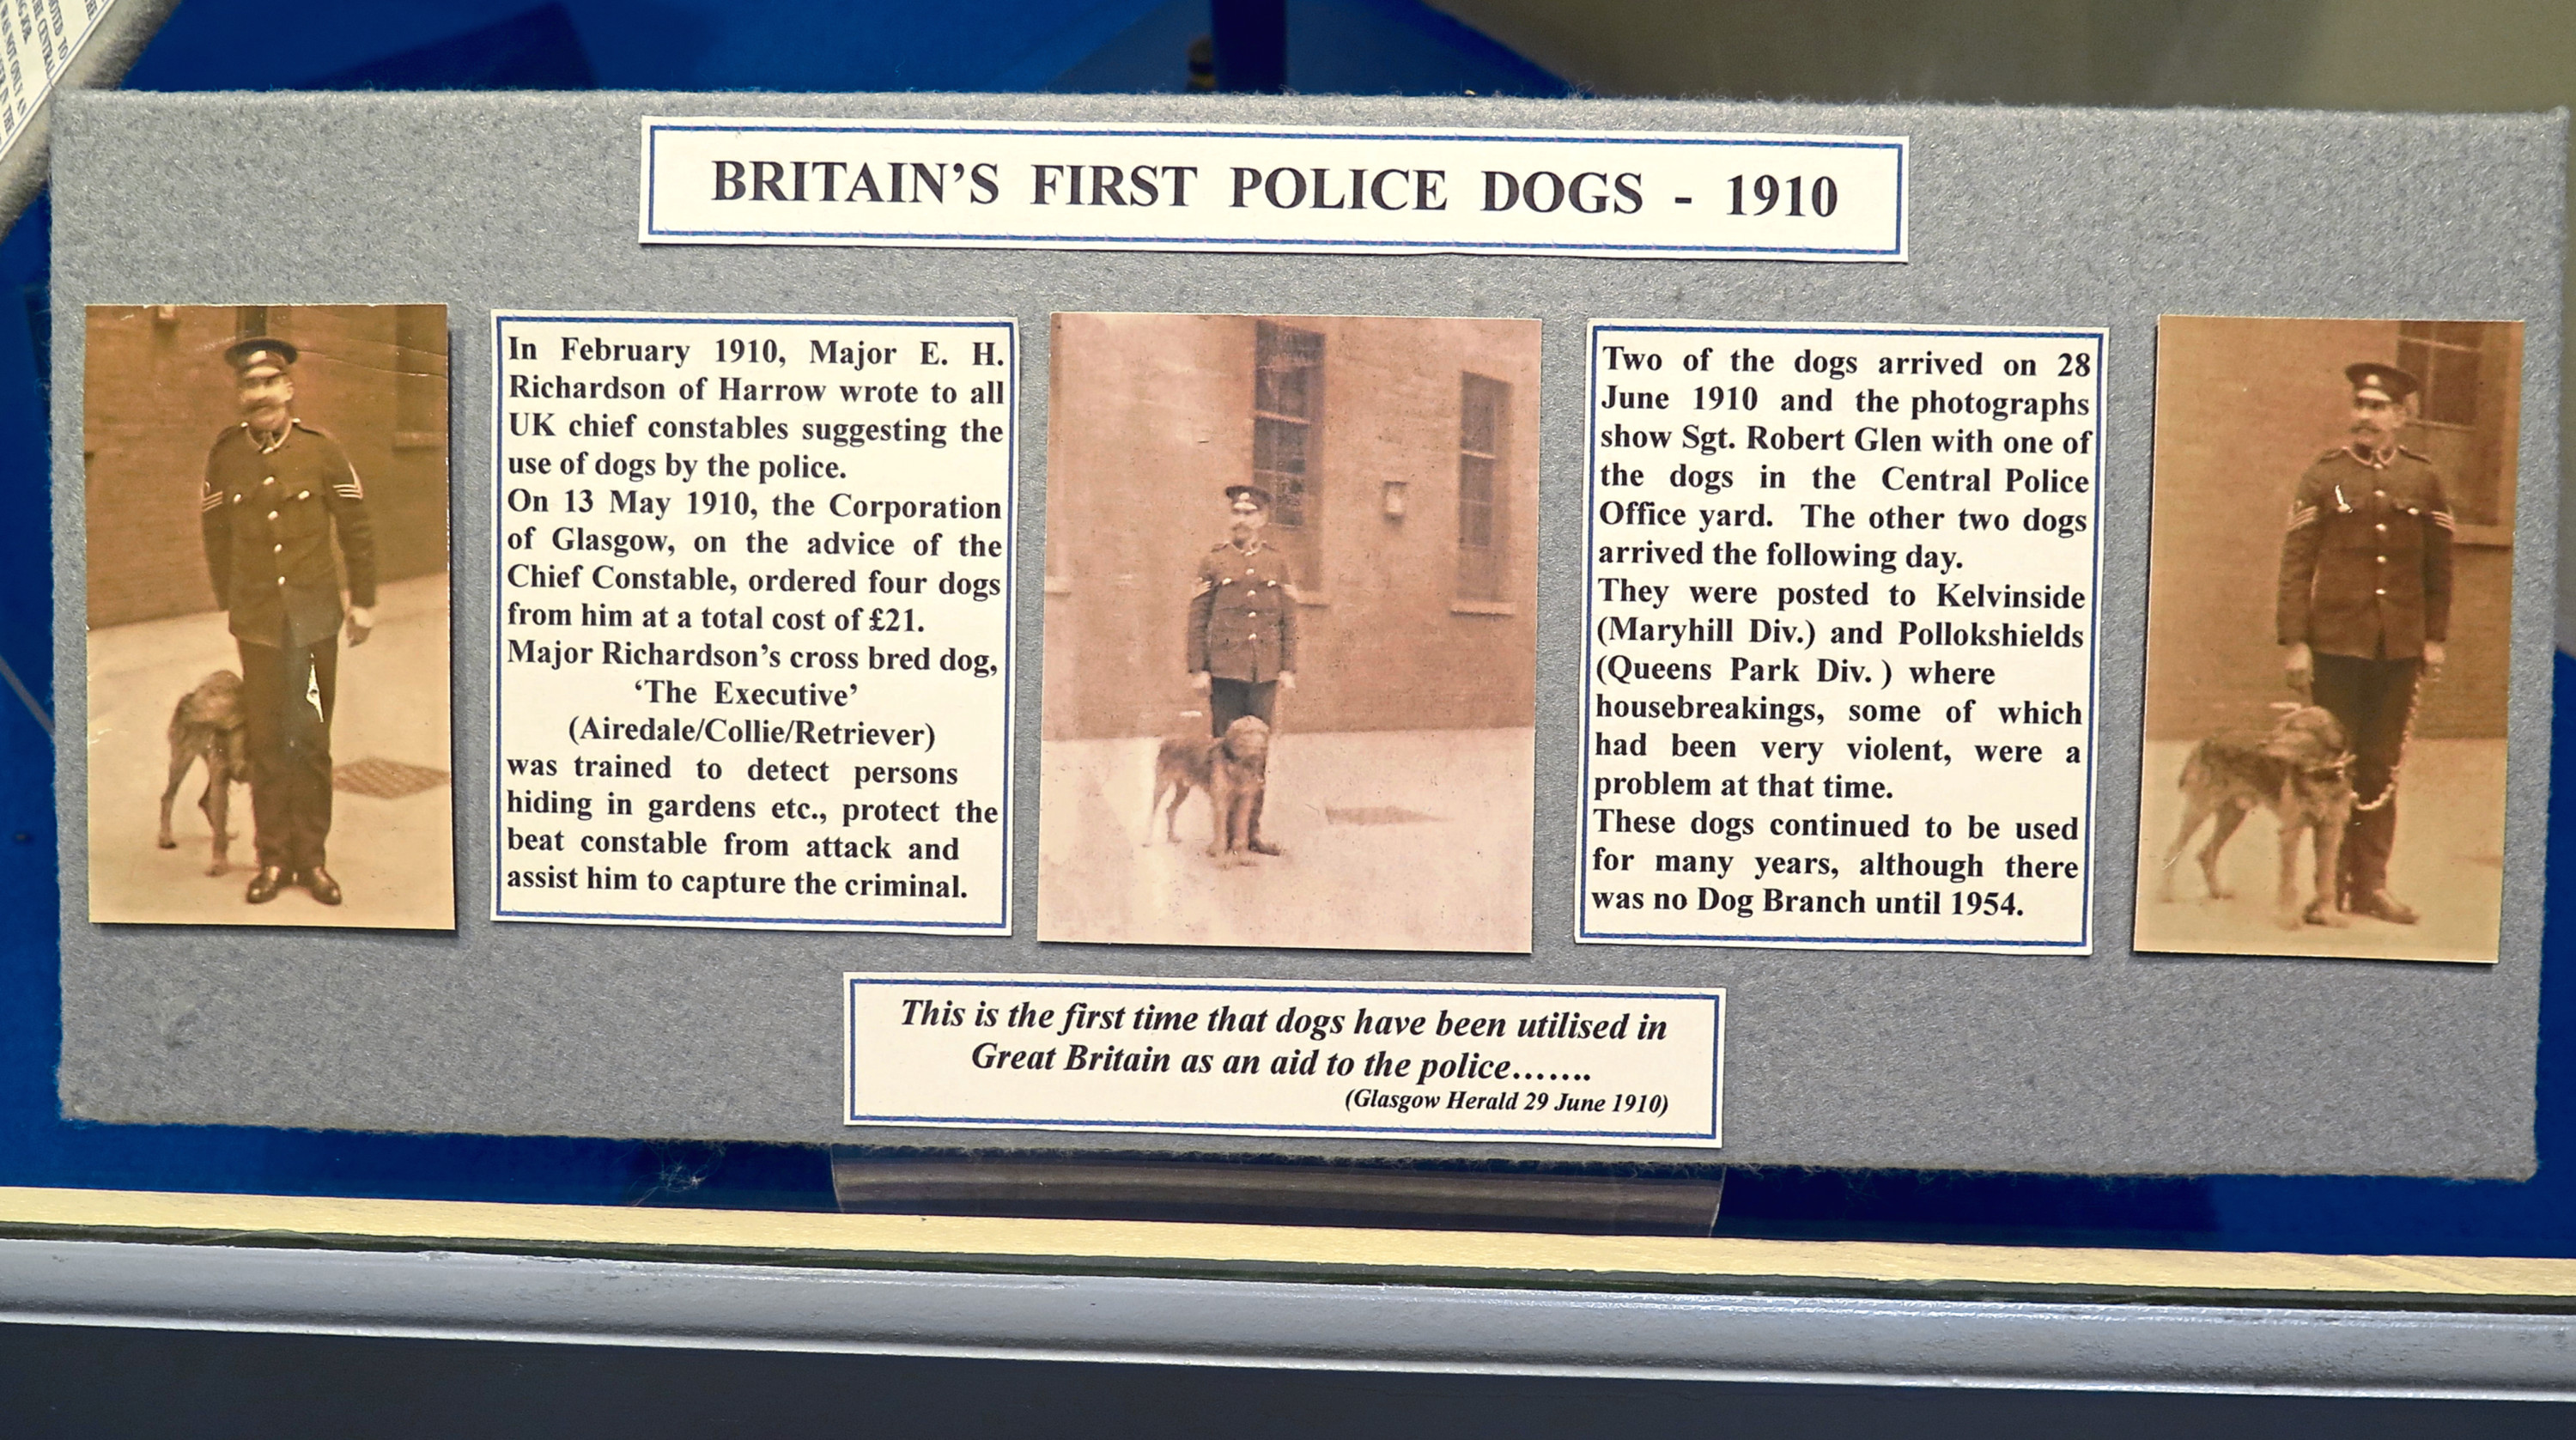 OTED TO
E CENTRAL
NG JOB.
WAS NOT ONLY AN
BRITAIN'S FIRST POLICE DOGS - 1910
In February 1910, Major E. H.
Richardson of Harrow wrote to all
UK chief constables suggesting the
use of dogs by the police.
On 13 May 1910, the Corporation
of Glasgow, on the advice of the
Chief Constable, ordered four dogs
from him at a total cost of £21.
Major Richardson's cross bred dog,
‘The Executive’
(Airedale/Collie/Retriever)
was trained to detect persons
hiding in gardens etc., protect the
beat constable from attack and
assist him to capture the criminal.
Two of the dogs arrived on 28
June 1910 and the photographs
show Sgt. Robert Glen with one of
the dogs in the Central Police
Office yard. The other two dogs
arrived the following day.
They were posted to Kelvinside
(Maryhill Div.) and Pollokshields
(Queens Park Div. ) where
housebreakings, some of which
had been very violent, were a
problem at that time.
These dogs continued to be used
for many years, although there
was no Dog Branch until 1954.
This is the first time that dogs have been utilised in
Great Britain as an aid to the police…….
(Glasgow Herald 29 June 1910)